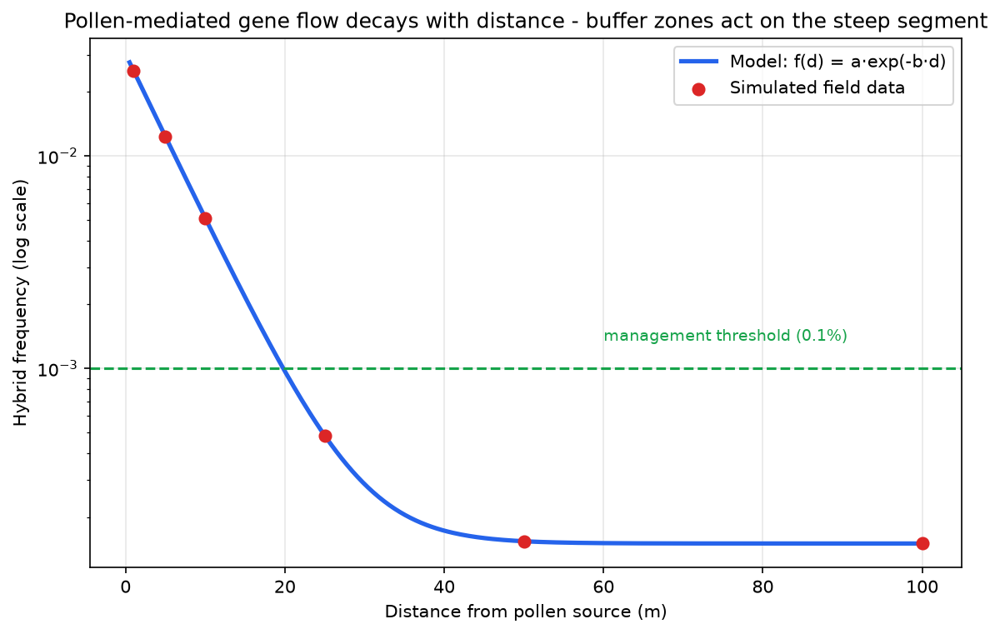 Pollen-mediated gene flow decays with distance - buffer zones act on the steep segment
Model: f(d) = a·exp(-b·d)
Simulated field data
Hybrid frequency (log scale)
10⁻²
10⁻³
management threshold (0.1%)
0 20 40 60 80 100
Distance from pollen source (m)